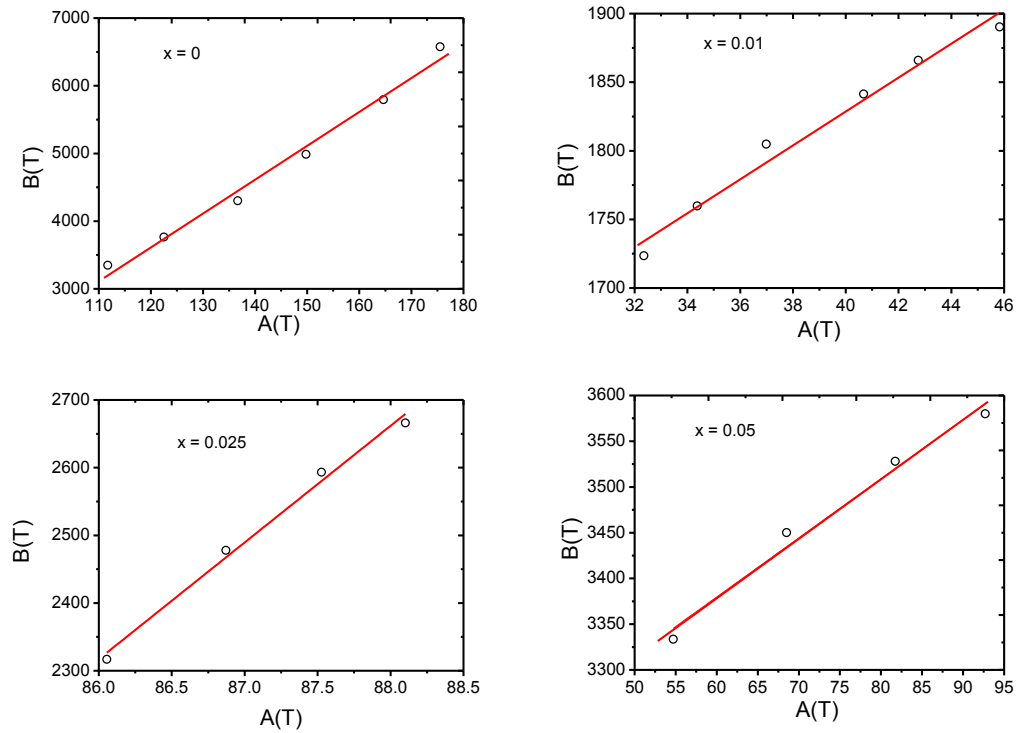 7000
6000
5000
4000
3000
B(T)
x = 0
110 120 130 140 150 160 170 180
A(T)
1900
1850
1800
1750
1700
B(T)
x = 0.01
32 34 36 38 40 42 44 46
A(T)
2700
2600
2500
2400
2300
B(T)
x = 0.025
86.0 86.5 87.0 87.5 88.0 88.5
A(T)
3600
3550
3500
3450
3400
3350
3300
B(T)
x = 0.05
50 55 60 65 70 75 80 85 90 95
A(T)